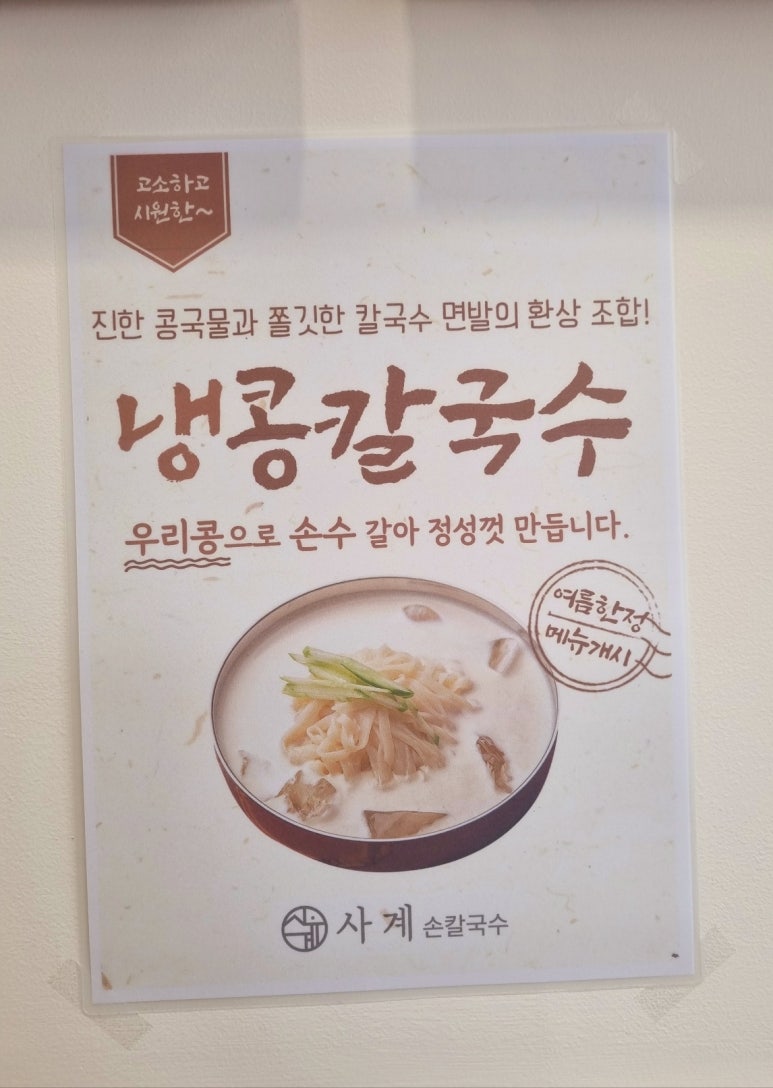 고소하고
시원한~
진한 콩국물과 쫄깃한 칼국수 면발의 환상 조합!
냉콩칼국수
우리콩으로 손수 갈아 정성껏 만듭니다.
여름한정
메뉴개시
사계 사계 손칼국수